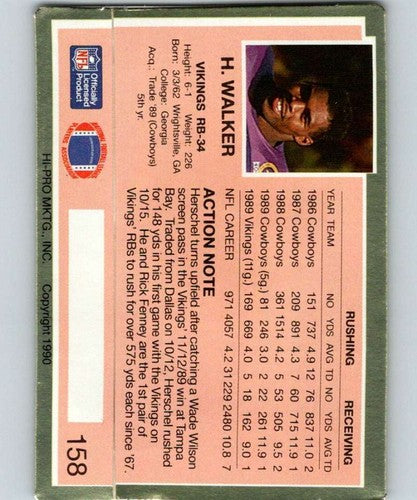 H. WALKER
VIKINGS RB-34
Height: 6-1 Weight: 226
Born: 3/3/62 Wrightsville, GA
College: Georgia
Acq.: Trade '89 (Cowboys)
5th yr.
RUSHING RECEIVING
YEAR TEAM NO YDS AVG TD NO YDS AVG TD
1986 Cowboys 151 737 4.9 12 76 837 11.0 2
1987 Cowboys 209 891 4.3 7 60 715 11.9 1
1988 Cowboys 361 1514 4.2 5 53 505 9.5 2
1989 Cowboys (5g.) 81 246 3.0 2 22 261 11.9 1
1989 Vikings (11g.) 169 669 4.0 5 18 162 9.0 1
NFL CAREER 971 4057 4.2 31 229 2480 10.8 7
ACTION NOTE
Herschel turns upfield after catching a Wade Wilson
screen pass in the Vikings' 11/12/89 win at Tampa
Bay. Traded from Dallas on 10/12, Herschel rushed
for 148 yds in his first game with the Vikings on
10/15. He and Rick Fenney are the 1st pair of
Vikings' RBs to rush for over 575 yds each since '67.
NFL
Officially
Licensed
Product
HI-PRO MKTG., INC. Copyright 1990
158